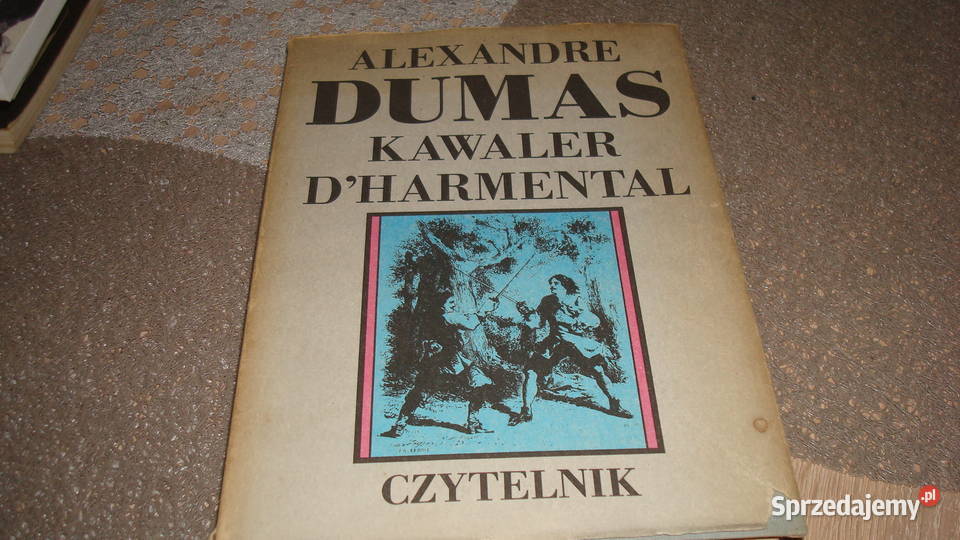 ALEXANDRE
DUMAS
KAWALER
D'HARMENTAL
CZYTELNIK
Sprzedajemy.pl